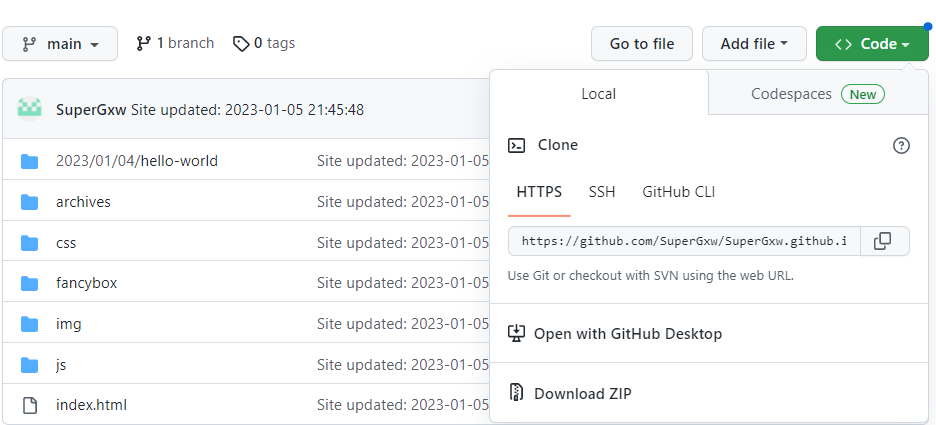 main
1 branch
0 tags
Go to file
Add file
Code
SuperGxw Site updated: 2023-01-05 21:45:48
2023/01/04/hello-world Site updated: 2023-01-05
archives Site updated: 2023-01-05
css Site updated: 2023-01-05
fancybox Site updated: 2023-01-05
img Site updated: 2023-01-05
js Site updated: 2023-01-05
index.html Site updated: 2023-01-05
Local
Codespaces New
Clone
HTTPS SSH GitHub CLI
https://github.com/SuperGxw/SuperGxw.github.i
Use Git or checkout with SVN using the web URL.
Open with GitHub Desktop
Download ZIP